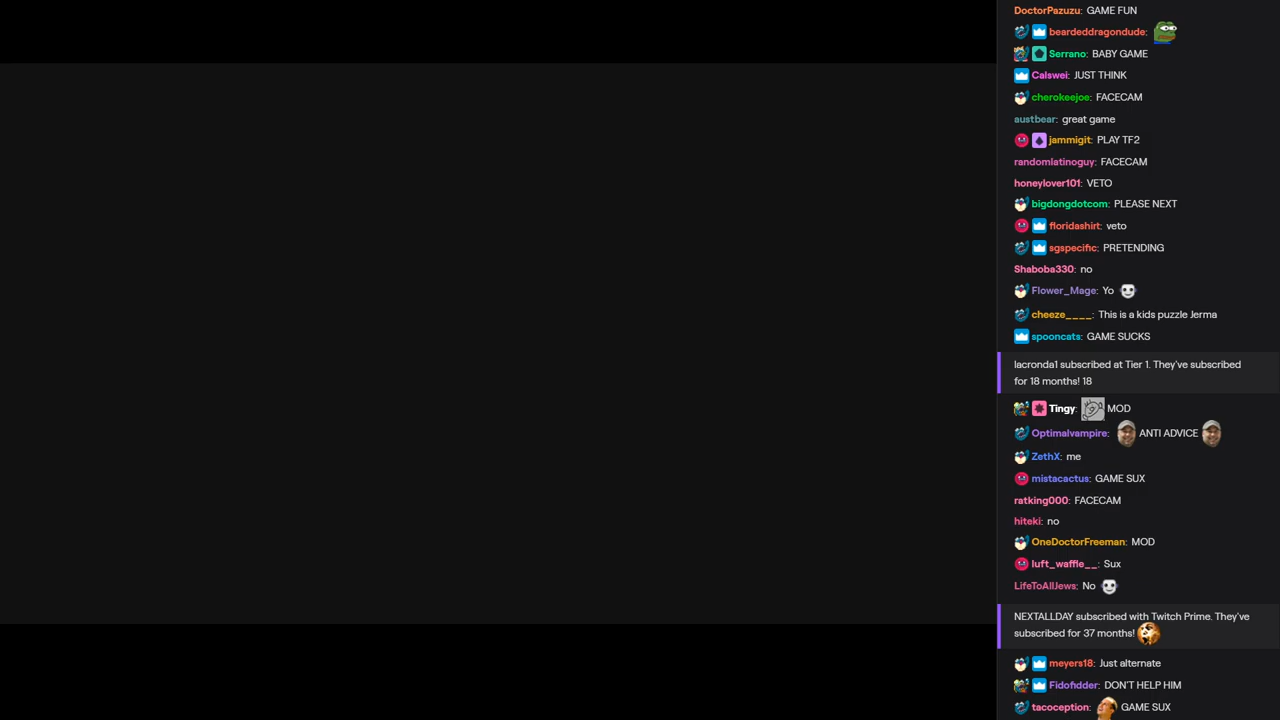 DoctorPazuzu: GAME FUN
beardeddragondude:
Serrano: BABY GAME
Calswei: JUST THINK
cherokeejoe: FACECAM
austbear: great game
jammigit: PLAY TF2
randomlatinoguy: FACECAM
honeylover101: VETO
bigdongdotcom: PLEASE NEXT
floridashirt: veto
sgspecific: PRETENDING
Shaboba330: no
Flower_Mage: Yo
cheeze____: This is a kids puzzle Jerma
spooncats: GAME SUCKS
lacronda1 subscribed at Tier 1. They've subscribed
for 18 months! 18
Tingy: MOD
Optimalvampire: ANTI ADVICE
ZethX: me
mistacactus: GAME SUX
ratking000: FACECAM
hiteki: no
OneDoctorFreeman: MOD
luft_waffle__: Sux
LifeToAllJews: No
NEXTALLDAY subscribed with Twitch Prime. They've
subscribed for 37 months!
meyers18: Just alternate
Fidofidder: DON'T HELP HIM
tacoception: GAME SUX